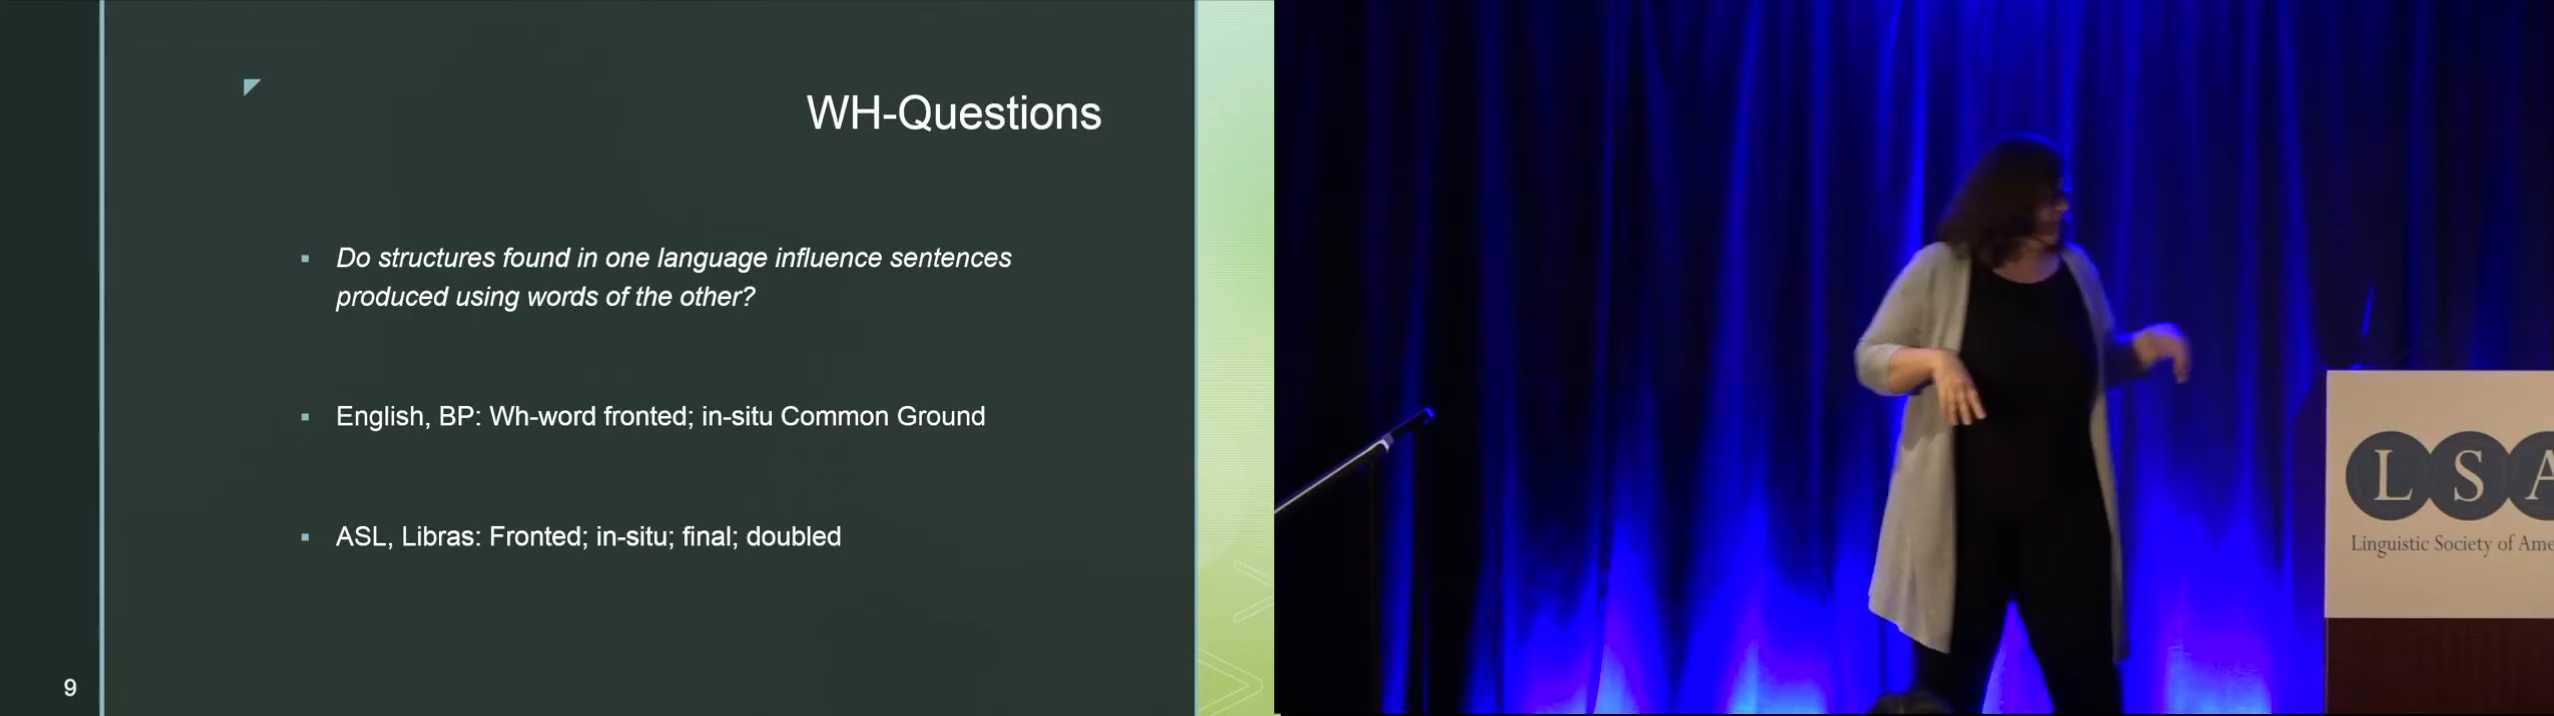 WH-Questions
Do structures found in one language influence sentences
produced using words of the other?
English, BP: Wh-word fronted; in-situ Common Ground
ASL, Libras: Fronted; in-situ; final; doubled
9
LSA
Linguistic Society of Ame